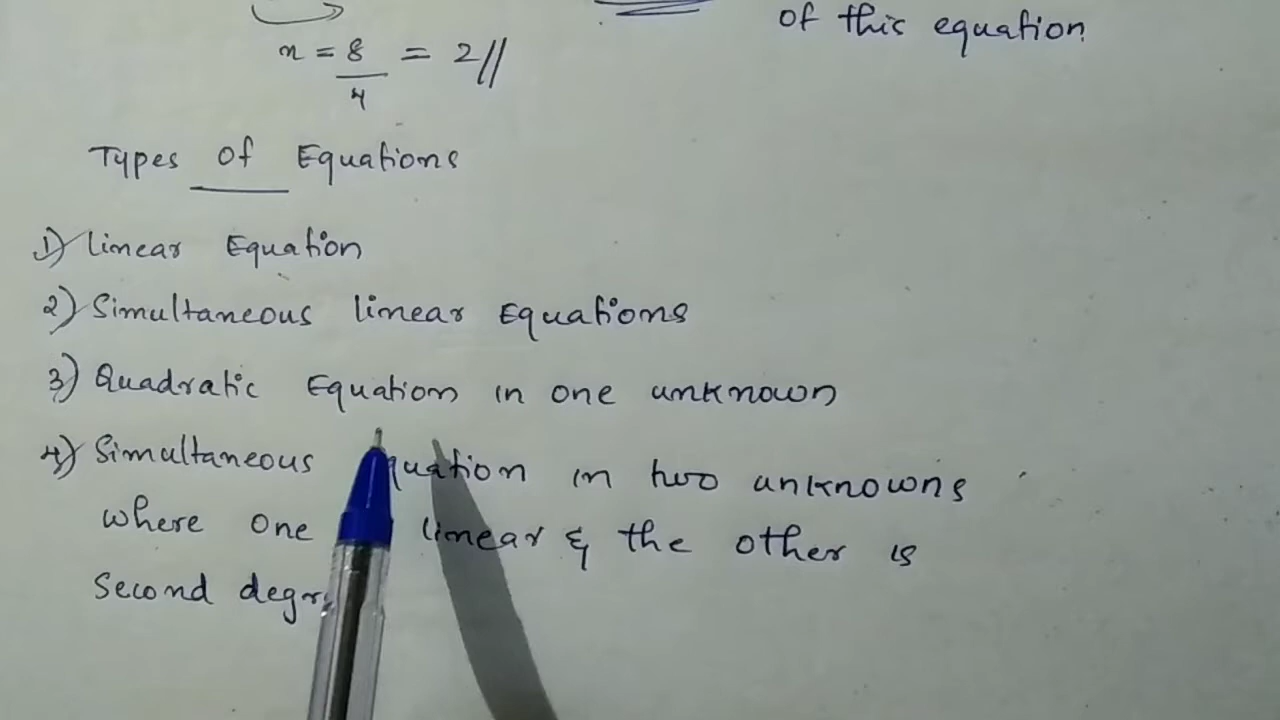 of this equation
x = 8/4 = 2//
Types of Equations
1) Linear Equation
2) Simultaneous linear Equations
3) Quadratic Equation in one unknown
4) Simultaneous Equation in two unknowns
where one linear & the other is
Second